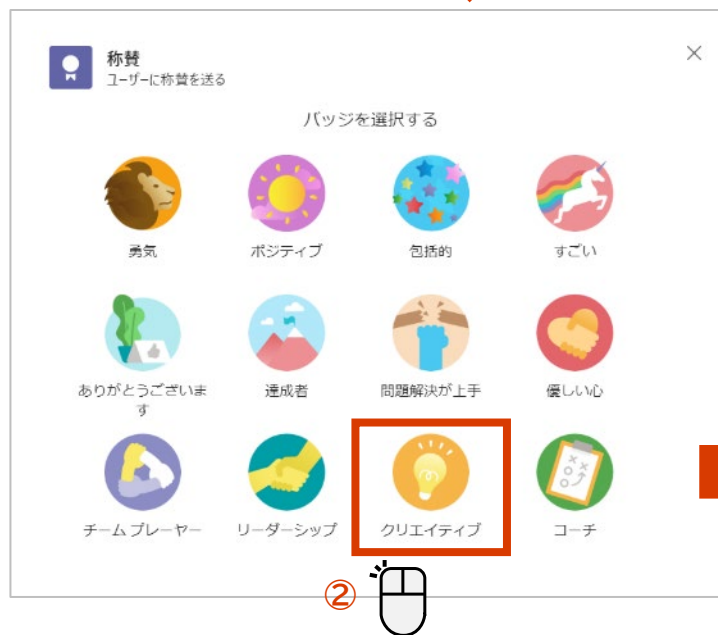 称賛
ユーザーに称賛を送る
バッジを選択する
勇気
ポジティブ
包括的
すごい
ありがとうございま
す
達成者
問題解決が上手
優しい心
チーム プレーヤー
リーダーシップ
クリエイティブ
コーチ
②